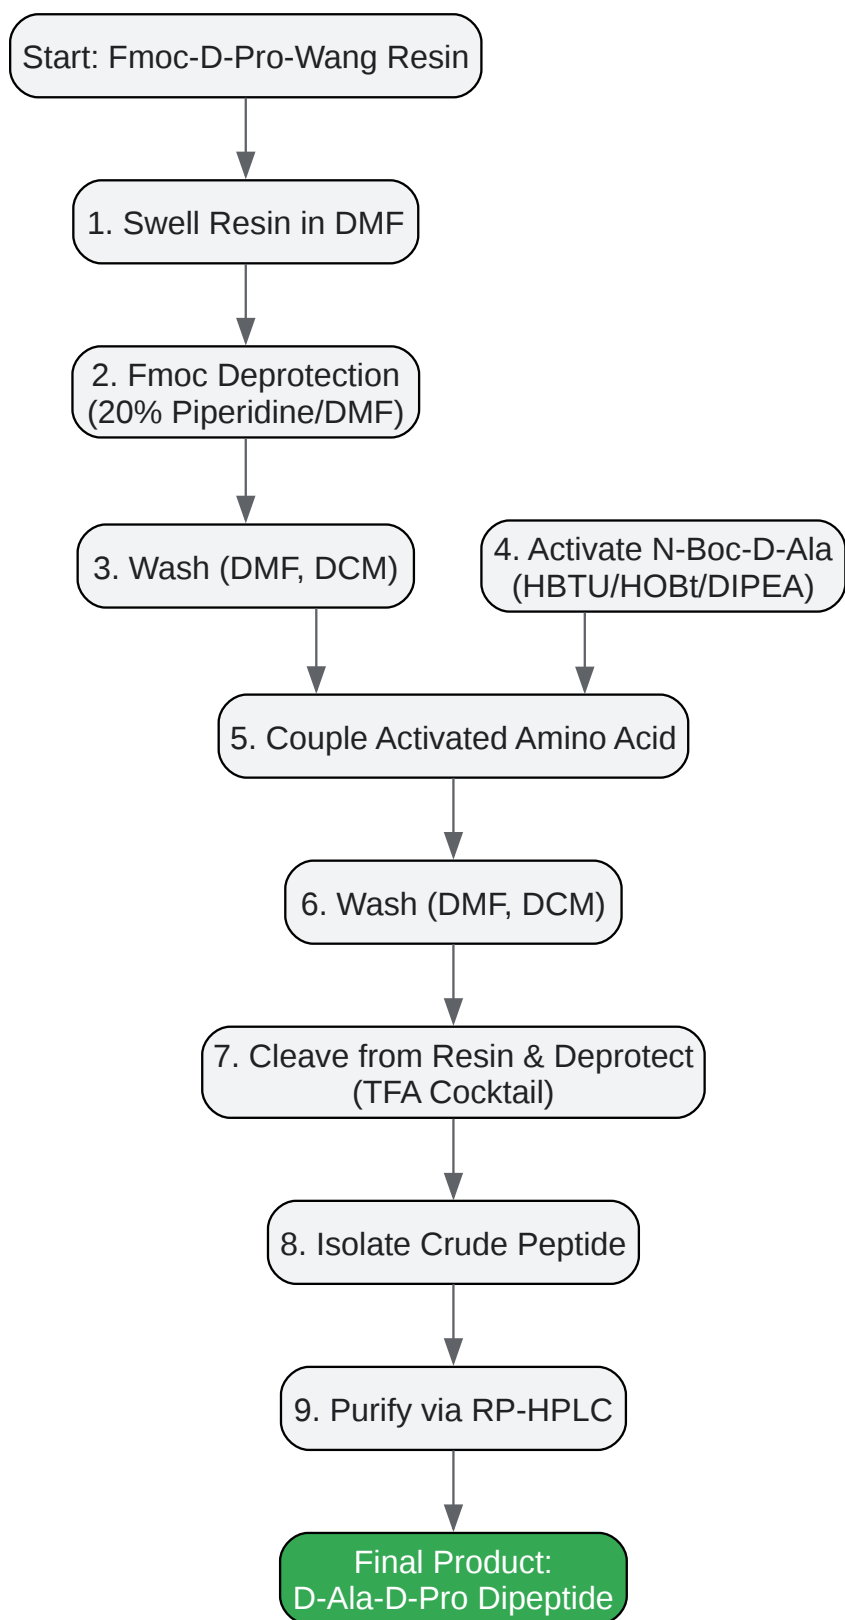 Start: Fmoc-D-Pro-Wang Resin
1. Swell Resin in DMF
2. Fmoc Deprotection
(20% Piperidine/DMF)
3. Wash (DMF, DCM)
4. Activate N-Boc-D-Ala
(HBTU/HOBt/DIPEA)
5. Couple Activated Amino Acid
6. Wash (DMF, DCM)
7. Cleave from Resin & Deprotect
(TFA Cocktail)
8. Isolate Crude Peptide
9. Purify via RP-HPLC
Final Product:
D-Ala-D-Pro Dipeptide